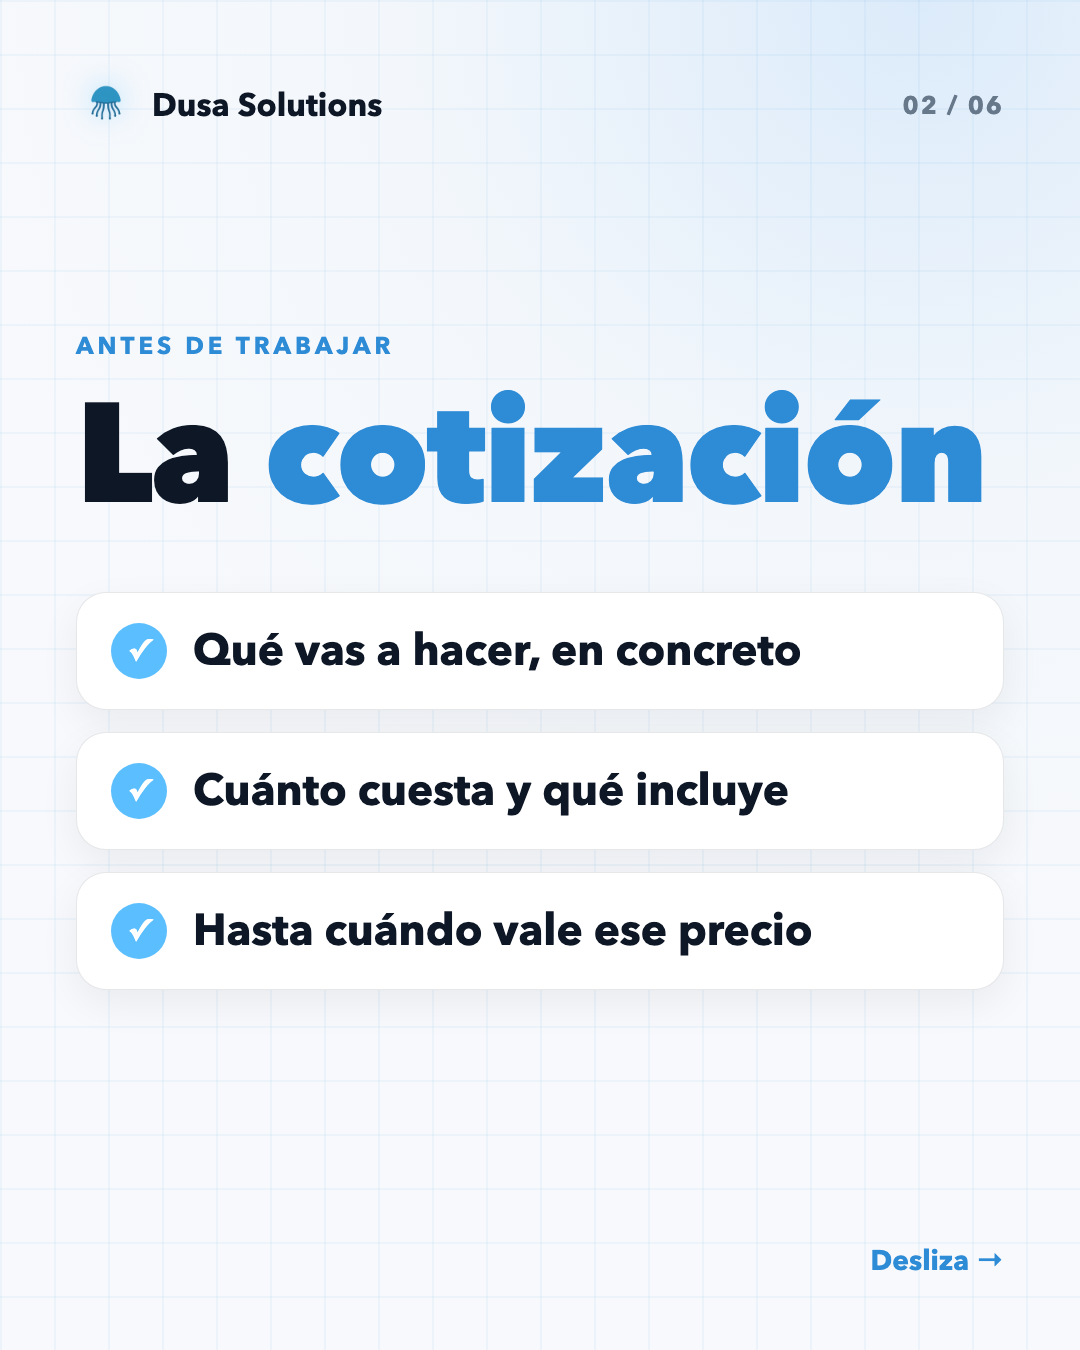 Dusa Solutions
02 / 06
ANTES DE TRABAJAR
La cotización
Qué vas a hacer, en concreto
Cuánto cuesta y qué incluye
Hasta cuándo vale ese precio
Desliza →